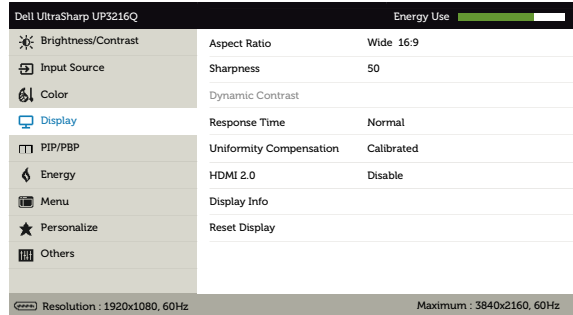 Dell UltraSharp UP3216Q Energy Use
Brightness/Contrast
Input Source
Color
Display
PIP/PBP
Energy
Menu
Personalize
Others
Aspect Ratio Wide 16:9
Sharpness 50
Dynamic Contrast
Response Time Normal
Uniformity Compensation Calibrated
HDMI 2.0 Disable
Display Info
Reset Display
Resolution : 1920x1080, 60Hz Maximum : 3840x2160, 60Hz